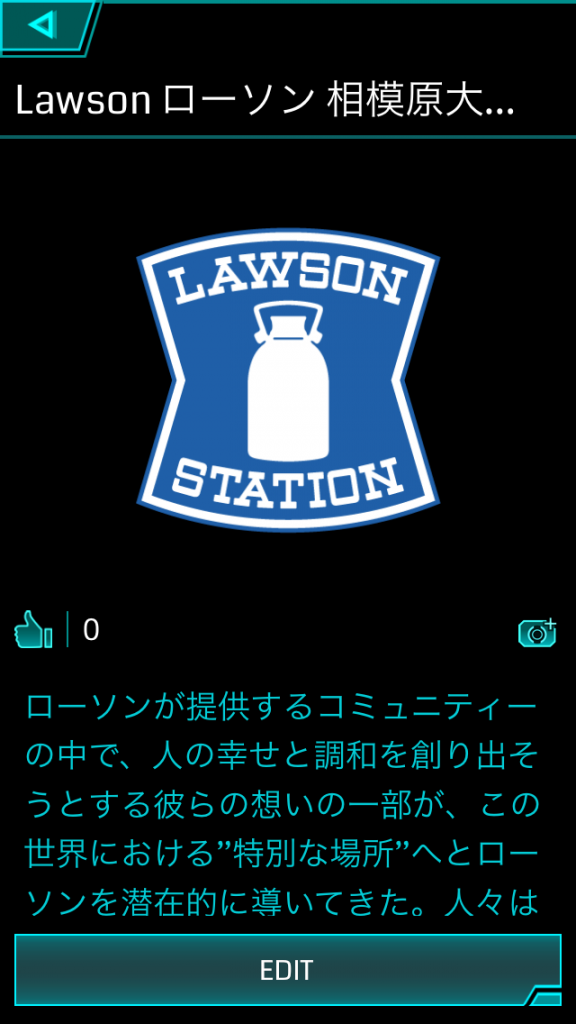 Lawson ローソン 相模原大...
LAWSON
STATION
0
ローソンが提供するコミュニティー
の中で、人の幸せと調和を創り出そ
うとする彼らの想いの一部が、この
世界における”特別な場所”へとロー
ソンを潜在的に導いてきた。人々は
EDIT